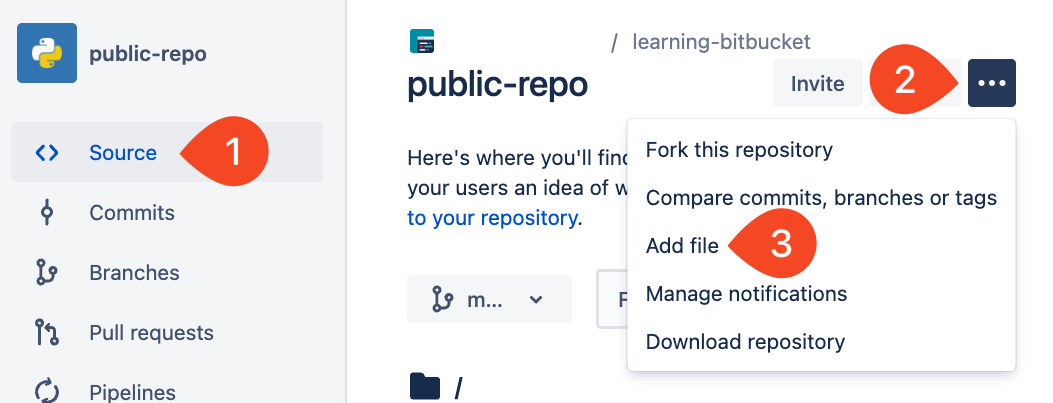 public-repo
Source
1
Commits
Branches
Pull requests
Pipelines
/ learning-bitbucket
public-repo
Invite
2
Here's where you'll find
your users an idea of w
to your repository.
m...
F
/
Fork this repository
Compare commits, branches or tags
Add file
3
Manage notifications
Download repository